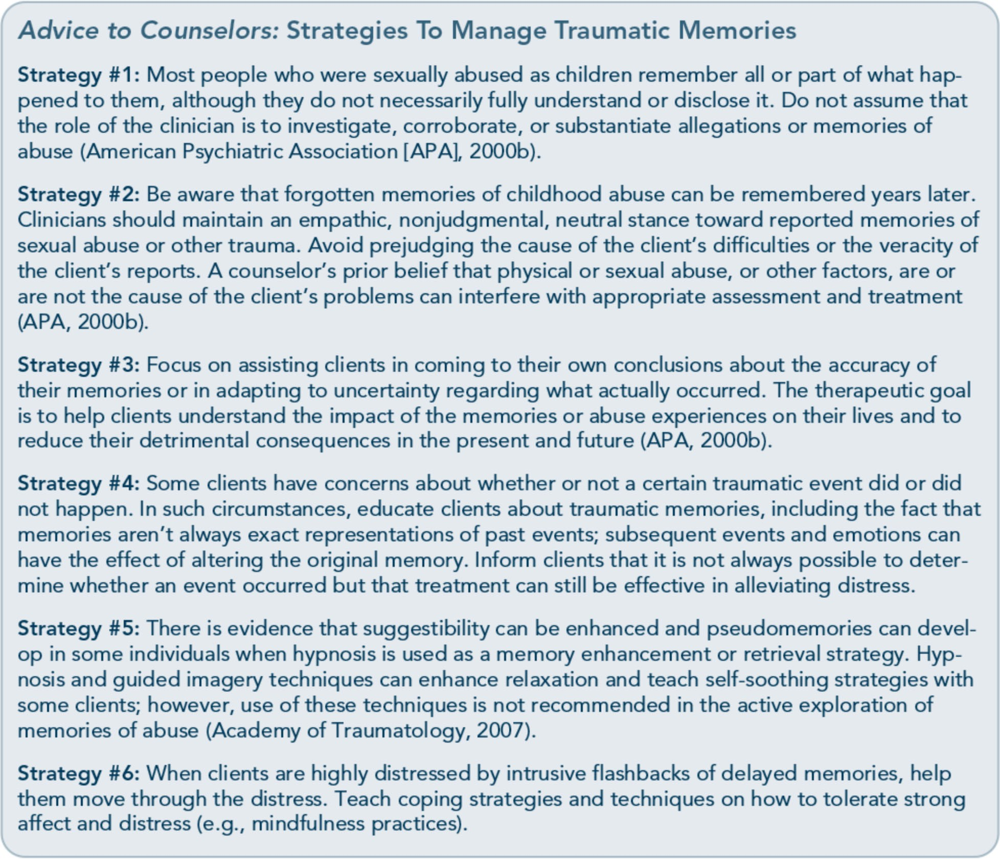 Advice to Counselors: Strategies To Manage Traumatic Memories
Strategy #1: Most people who were sexually abused as children remember all or part of what hap-
pened to them, although they do not necessarily fully understand or disclose it. Do not assume that
the role of the clinician is to investigate, corroborate, or substantiate allegations or memories of
abuse (American Psychiatric Association [APA], 2000b).
Strategy #2: Be aware that forgotten memories of childhood abuse can be remembered years later.
Clinicians should maintain an empathic, nonjudgmental, neutral stance toward reported memories of
sexual abuse or other trauma. Avoid prejudging the cause of the client's difficulties or the veracity of
the client's reports. A counselor's prior belief that physical or sexual abuse, or other factors, are or
are not the cause of the client's problems can interfere with appropriate assessment and treatment
(APA, 2000b).
Strategy #3: Focus on assisting clients in coming to their own conclusions about the accuracy of
their memories or in adapting to uncertainty regarding what actually occurred. The therapeutic goal
is to help clients understand the impact of the memories or abuse experiences on their lives and to
reduce their detrimental consequences in the present and future (APA, 2000b).
Strategy #4: Some clients have concerns about whether or not a certain traumatic event did or did
not happen. In such circumstances, educate clients about traumatic memories, including the fact that
memories aren't always exact representations of past events; subsequent events and emotions can
have the effect of altering the original memory. Inform clients that it is not always possible to deter-
mine whether an event occurred but that treatment can still be effective in alleviating distress.
Strategy #5: There is evidence that suggestibility can be enhanced and pseudomemories can devel-
op in some individuals when hypnosis is used as a memory enhancement or retrieval strategy. Hyp-
nosis and guided imagery techniques can enhance relaxation and teach self-soothing strategies with
some clients; however, use of these techniques is not recommended in the active exploration of
memories of abuse (Academy of Traumatology, 2007).
Strategy #6: When clients are highly distressed by intrusive flashbacks of delayed memories, help
them move through the distress. Teach coping strategies and techniques on how to tolerate strong
affect and distress (e.g., mindfulness practices).